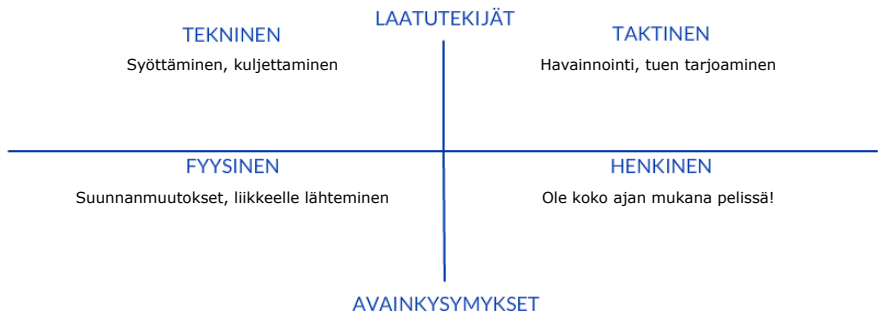 LAATUTEKIJÄT
TEKNINEN
Syöttäminen, kuljettaminen
TAKTINEN
Havainnointi, tuen tarjoaminen
FYYSINEN
Suunnanmuutokset, liikkeelle lähteminen
HENKINEN
Ole koko ajan mukana pelissä!
AVAINKYSYMYKSET